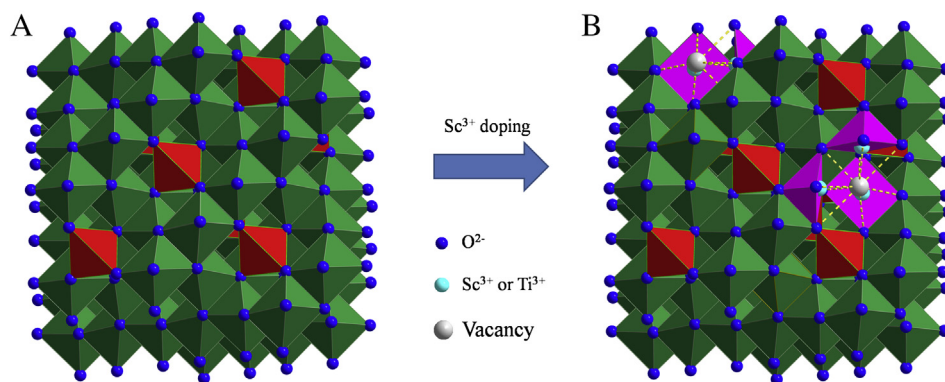 A
B
Sc³⁺ doping
O²⁻
Sc³⁺ or Ti³⁺
Vacancy